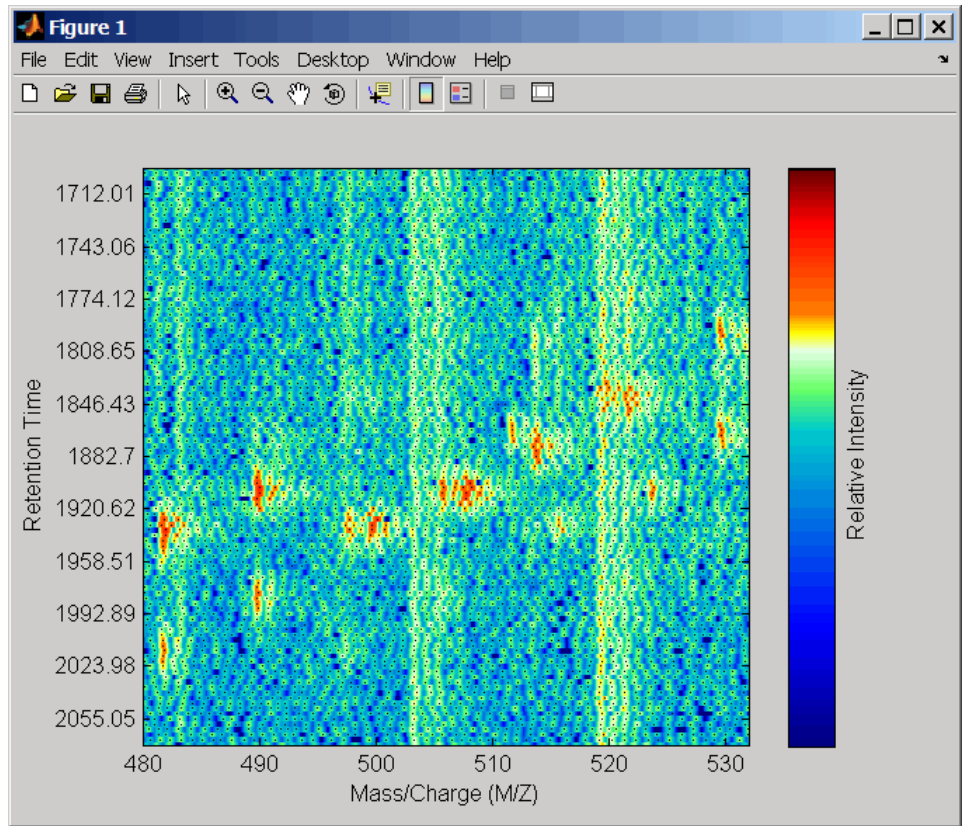 Figure 1
File Edit View Insert Tools Desktop Window Help
1712.01
1743.06
1774.12
1808.65
1846.43
1882.7
1920.62
1958.51
1992.89
2023.98
2055.05
Retention Time
480 490 500 510 520 530
Mass/Charge (M/Z)
Relative Intensity